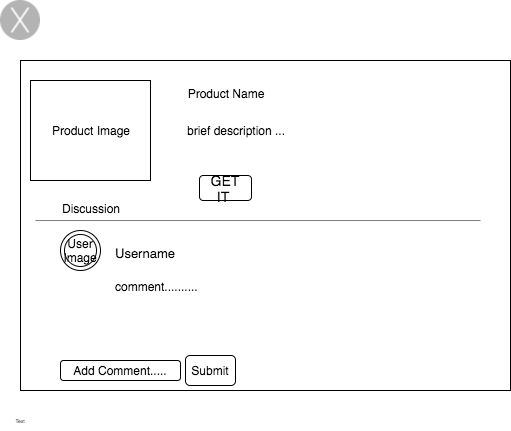 X
Product Name
Product Image
brief description ...
GET
IT
Discussion
User
Image
Username
comment..........
Add Comment.....
Submit
Text